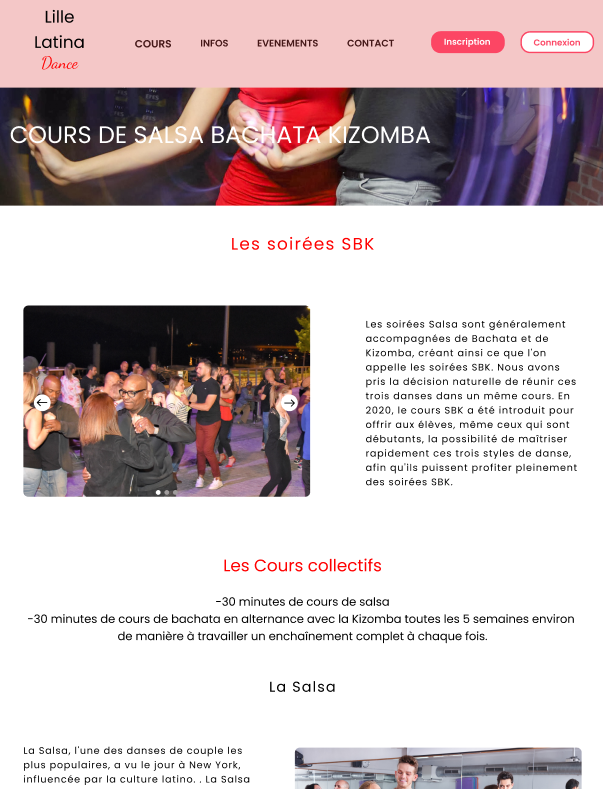 Lille
Latina
Dance
COURS
INFOS
EVENEMENTS
CONTACT
Inscription
Connexion
COURS DE SALSA BACHATA KIZOMBA
Les soirées SBK
Les soirées Salsa sont généralement
accompagnées de Bachata et de
Kizomba, créant ainsi ce que l'on
appelle les soirées SBK. Nous avons
pris la décision naturelle de réunir ces
trois danses dans un même cours. En
2020, le cours SBK a été introduit pour
offrir aux élèves, même ceux qui sont
débutants, la possibilité de maîtriser
rapidement ces trois styles de danse,
afin qu'ils puissent profiter pleinement
des soirées SBK.
Les Cours collectifs
-30 minutes de cours de salsa
-30 minutes de cours de bachata en alternance avec la Kizomba toutes les 5 semaines environ
de manière à travailler un enchaînement complet à chaque fois.
La Salsa
La Salsa, l'une des danses de couple les
plus populaires, a vu le jour à New York,
influencée par la culture latino. . La Salsa